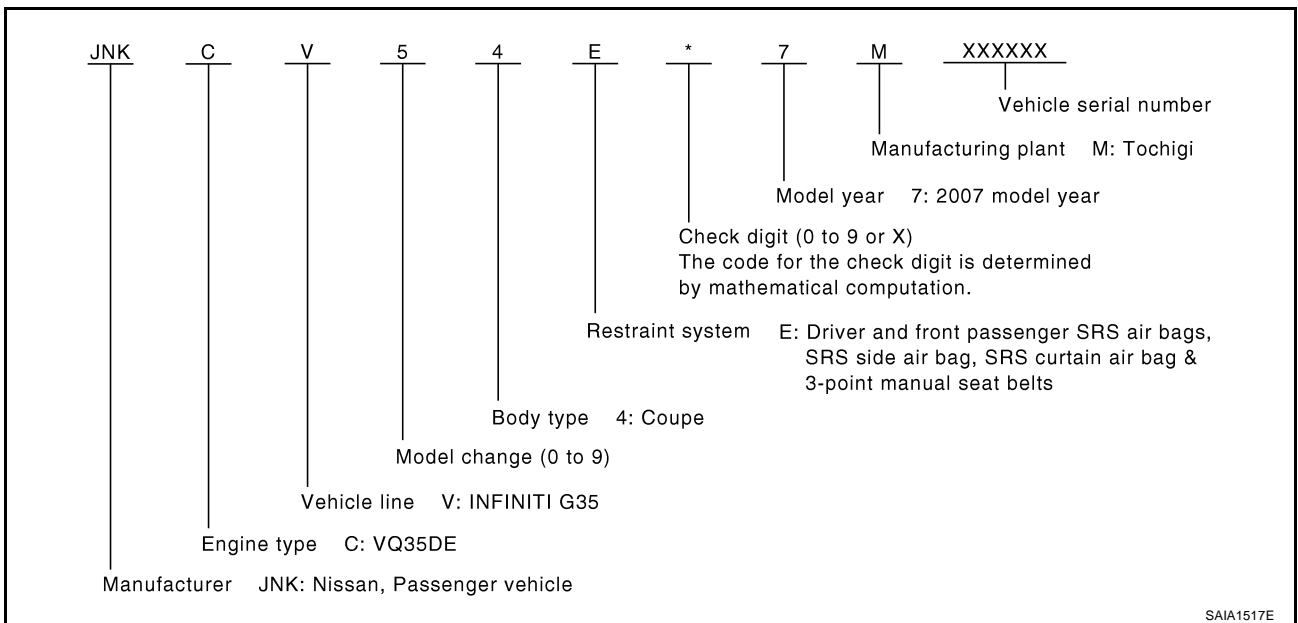 JNK C V 5 4 E * 7 M XXXXXX
Vehicle serial number
Manufacturing plant M: Tochigi
Model year 7: 2007 model year
Check digit (0 to 9 or X)
The code for the check digit is determined
by mathematical computation.
Restraint system E: Driver and front passenger SRS air bags,
SRS side air bag, SRS curtain air bag &
3-point manual seat belts
Body type 4: Coupe
Model change (0 to 9)
Vehicle line V: INFINITI G35
Engine type C: VQ35DE
Manufacturer JNK: Nissan, Passenger vehicle
SAIA1517E